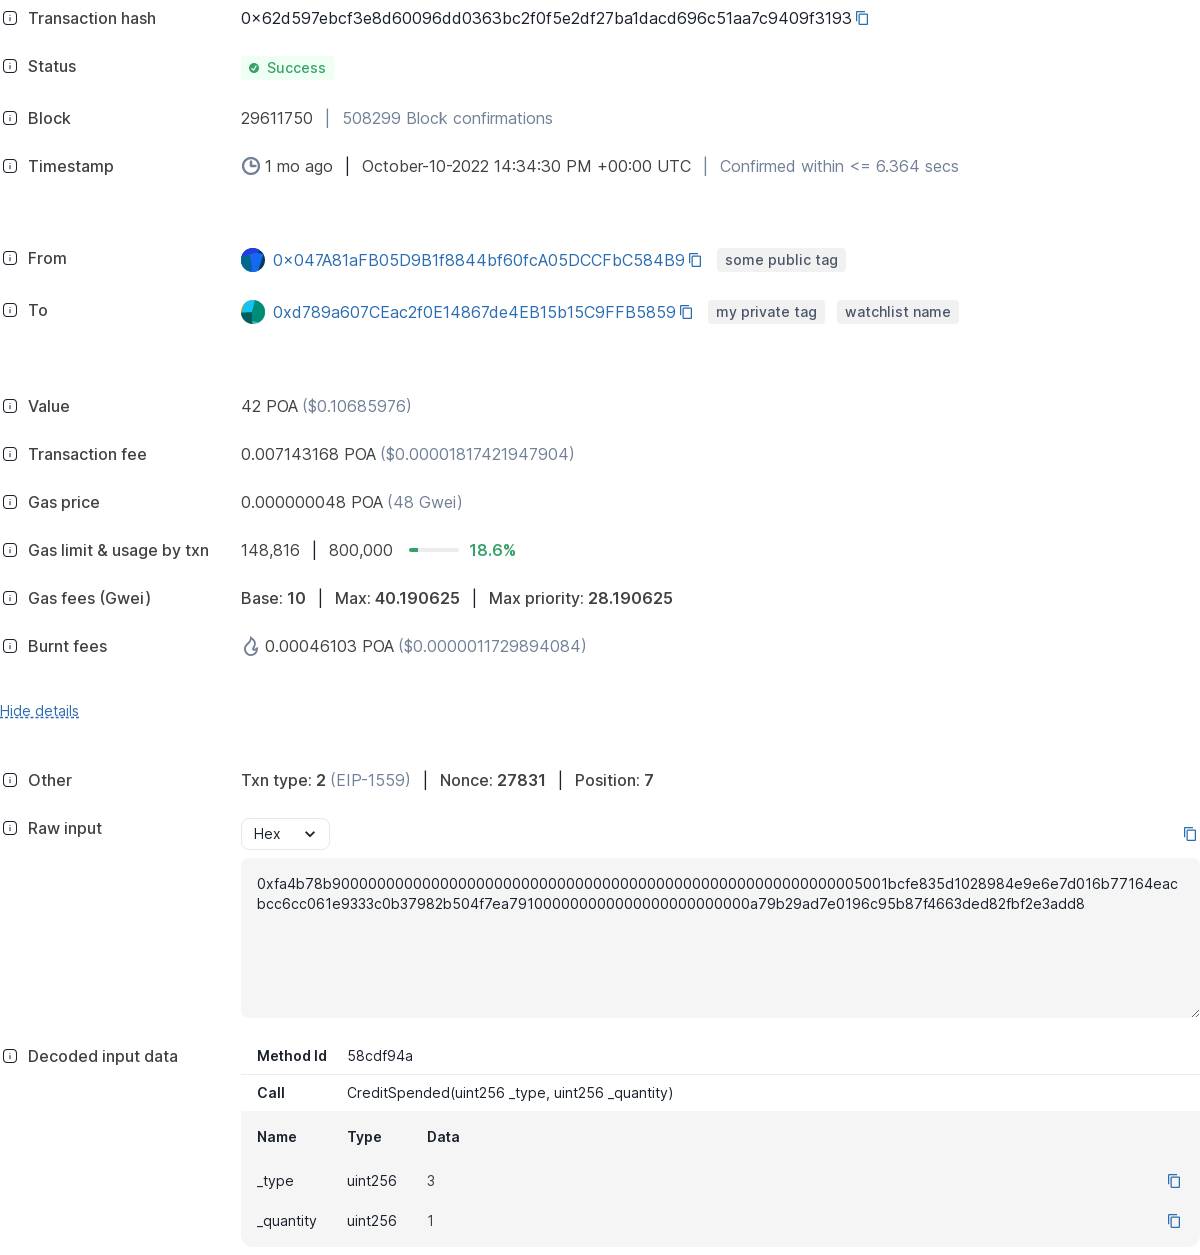 Transaction hash 0x62d597ebcf3e8d60096dd0363bc2f0f5e2df27ba1dacd696c51aa7c9409f3193
Status Success
Block 29611750 | 508299 Block confirmations
Timestamp 1 mo ago | October-10-2022 14:34:30 PM +00:00 UTC | Confirmed within <= 6.364 secs
From 0x047A81aFB05D9B1f8844bf60fcA05DCCFbC584B9 some public tag
To 0xd789a607CEac2f0E14867de4EB15b15C9FFB5859 my private tag watchlist name
Value 42 POA ($0.10685976)
Transaction fee 0.007143168 POA ($0.00001817421947904)
Gas price 0.000000048 POA (48 Gwei)
Gas limit & usage by txn 148,816 | 800,000 18.6%
Gas fees (Gwei) Base: 10 | Max: 40.190625 | Max priority: 28.190625
Burnt fees 0.00046103 POA ($0.0000011729894084)
Hide details
Other Txn type: 2 (EIP-1559) | Nonce: 27831 | Position: 7
Raw input Hex
0xfa4b78b90000000000000000000000000000000000000000000000000000000005001bcfe835d1028984e9e6e7d016b77164eac
bcc6cc061e9333c0b37982b504f7ea791000000000000000000000000a79b29ad7e0196c95b87f4663ded82fbf2e3add8
Decoded input data Method Id 58cdf94a
Call CreditSpended(uint256 _type, uint256 _quantity)
Name Type Data
_type uint256 3
_quantity uint256 1